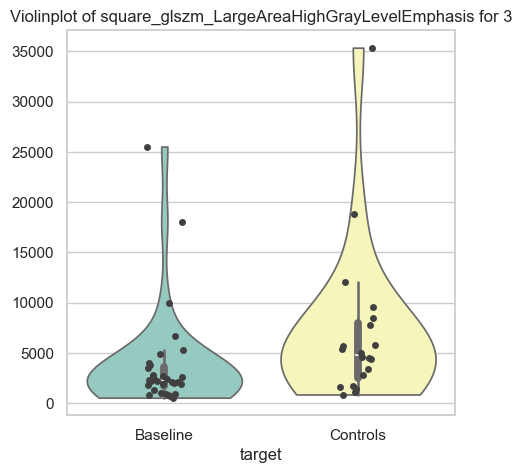 Violinplot of square_glszm_LargeAreaHighGrayLevelEmphasis for 3
35000
30000
25000
20000
15000
10000
5000
0
Baseline Controls
target